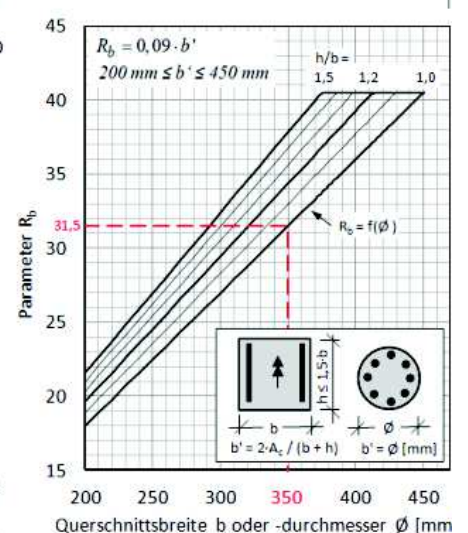 R_b = 0,09·b'
200 mm ≤ b' ≤ 450 mm
h/b =
1,5 1,2 1,0
45
40
35
31,5
30
25
20
15
Parameter R_b
R_b = f(Ø)
h ≤ 1,5·b
b
Ø
b' = 2·A_c / (b + h)
b' = Ø [mm]
200 250 300 350 400 450
Querschnittsbreite b oder -durchmesser Ø [mm